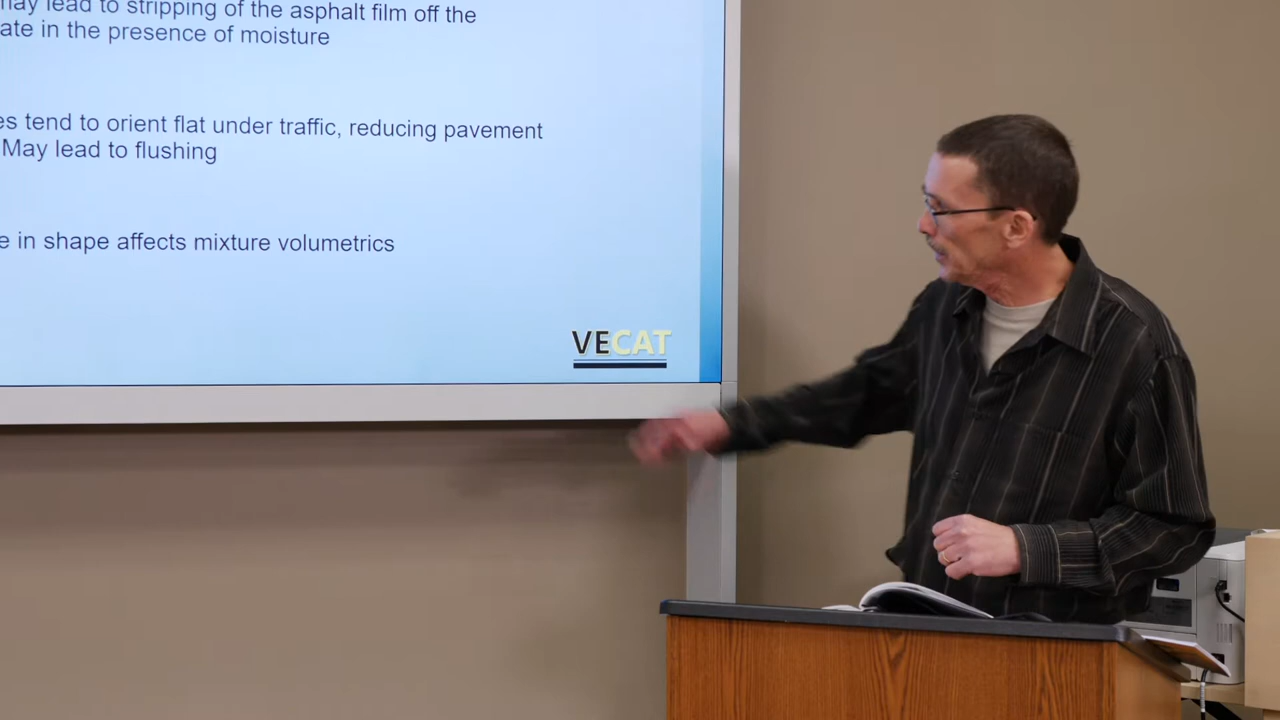 may lead to stripping of the asphalt film off the
ate in the presence of moisture
es tend to orient flat under traffic, reducing pavement
May lead to flushing
e in shape affects mixture volumetrics
VECAT